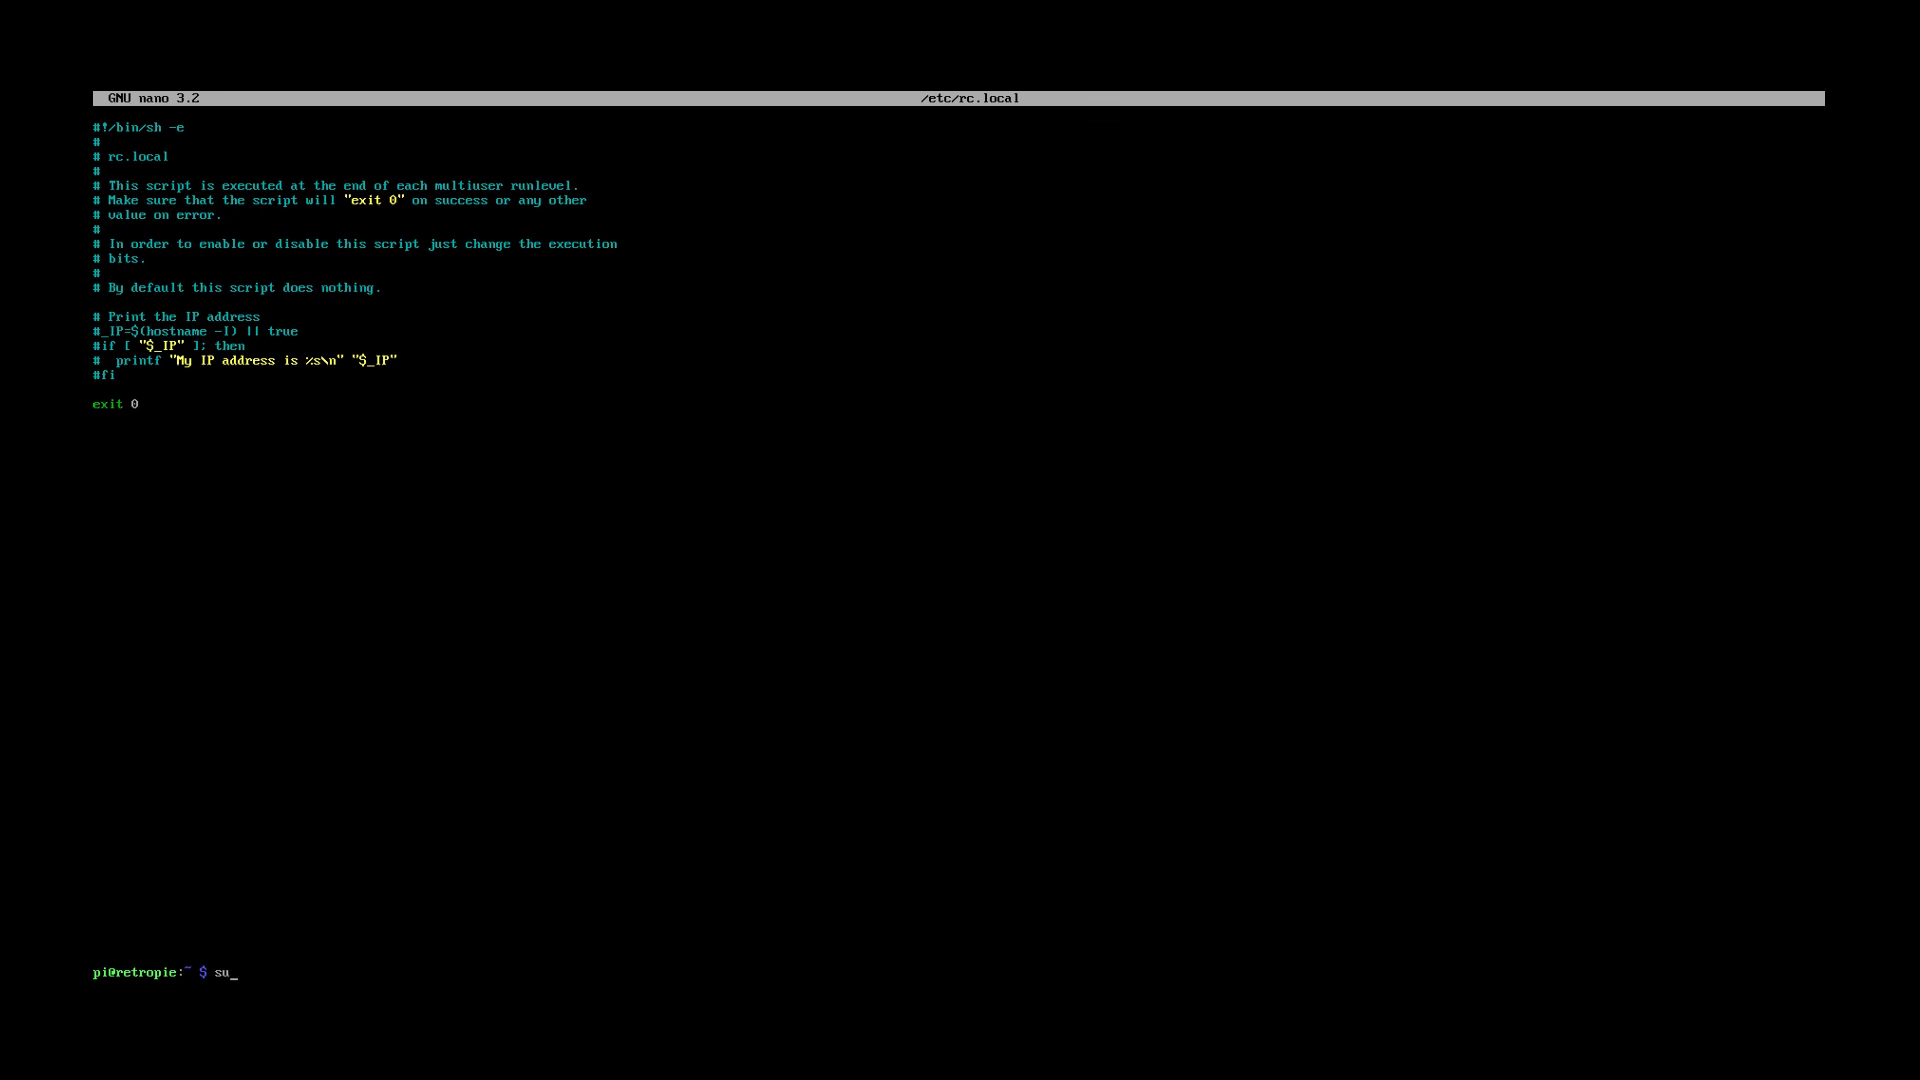 GNU nano 3.2 /etc/rc.local
#!/bin/sh -e
#
# rc.local
#
# This script is executed at the end of each multiuser runlevel.
# Make sure that the script will "exit 0" on success or any other
# value on error.
#
# In order to enable or disable this script just change the execution
# bits.
#
# By default this script does nothing.
# Print the IP address
#_IP=$(hostname -I) || true
#if [ "$_IP" ]; then
#  printf "My IP address is %s\n" "$_IP"
#fi
exit 0
pi@retropie:~ $ su_